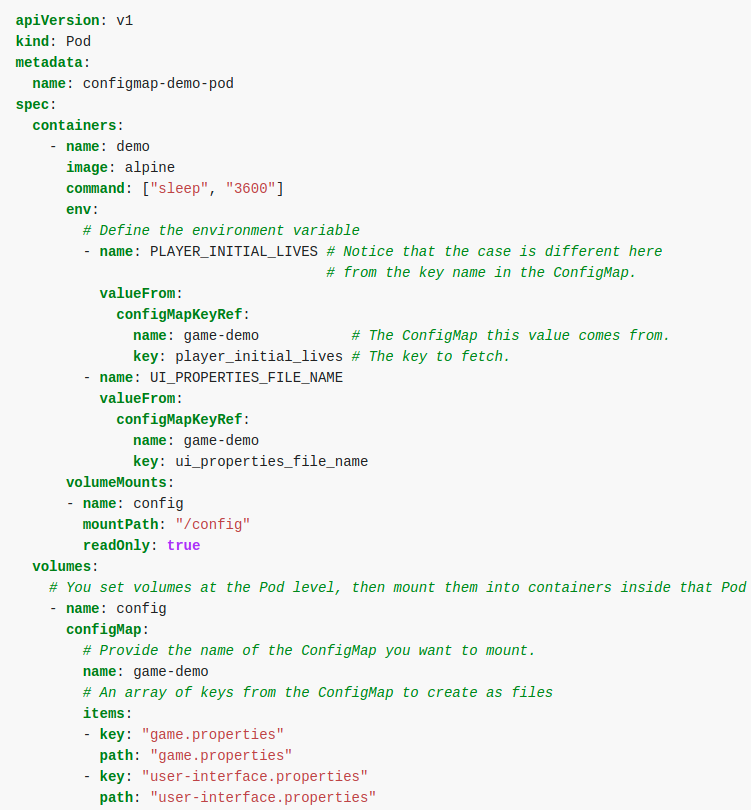 apiVersion: v1
kind: Pod
metadata:
  name: configmap-demo-pod
spec:
  containers:
    - name: demo
      image: alpine
      command: ["sleep", "3600"]
      env:
        # Define the environment variable
        - name: PLAYER_INITIAL_LIVES # Notice that the case is different here
                                     # from the key name in the ConfigMap.
          valueFrom:
            configMapKeyRef:
              name: game-demo           # The ConfigMap this value comes from.
              key: player_initial_lives # The key to fetch.
        - name: UI_PROPERTIES_FILE_NAME
          valueFrom:
            configMapKeyRef:
              name: game-demo
              key: ui_properties_file_name
      volumeMounts:
      - name: config
        mountPath: "/config"
        readOnly: true
  volumes:
    # You set volumes at the Pod level, then mount them into containers inside that Pod
    - name: config
      configMap:
        # Provide the name of the ConfigMap you want to mount.
        name: game-demo
        # An array of keys from the ConfigMap to create as files
        items:
        - key: "game.properties"
          path: "game.properties"
        - key: "user-interface.properties"
          path: "user-interface.properties"